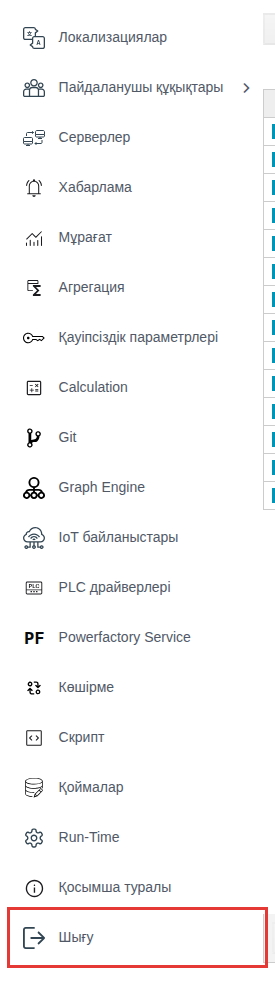 Локализациялар
Пайдаланушы құқықтары
Серверлер
Хабарлама
Мұрағат
Агрегация
Қауіпсіздік параметрлері
Calculation
Git
Graph Engine
IoT байланыстары
PLC драйверлері
PF Powerfactory Service
Көшірме
Скрипт
Қоймалар
Run-Time
Қосымша туралы
Шығу